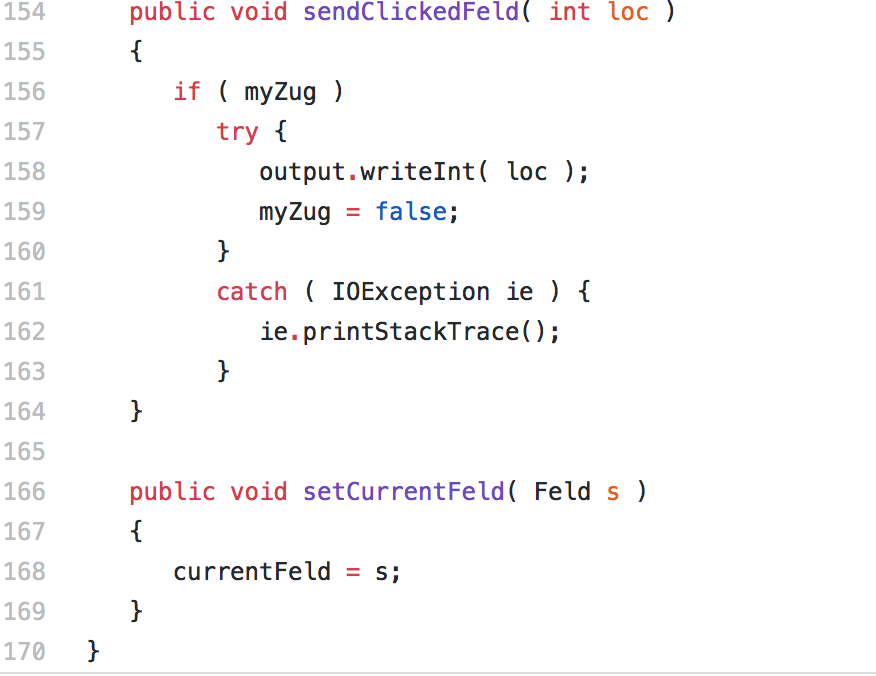 154 public void sendClickedFeld( int loc )
155 {
156 if ( myZug )
157 try {
158 output.writeInt( loc );
159 myZug = false;
160 }
161 catch ( IOException ie ) {
162 ie.printStackTrace();
163 }
164 }
165
166 public void setCurrentFeld( Feld s )
167 {
168 currentFeld = s;
169 }
170 }